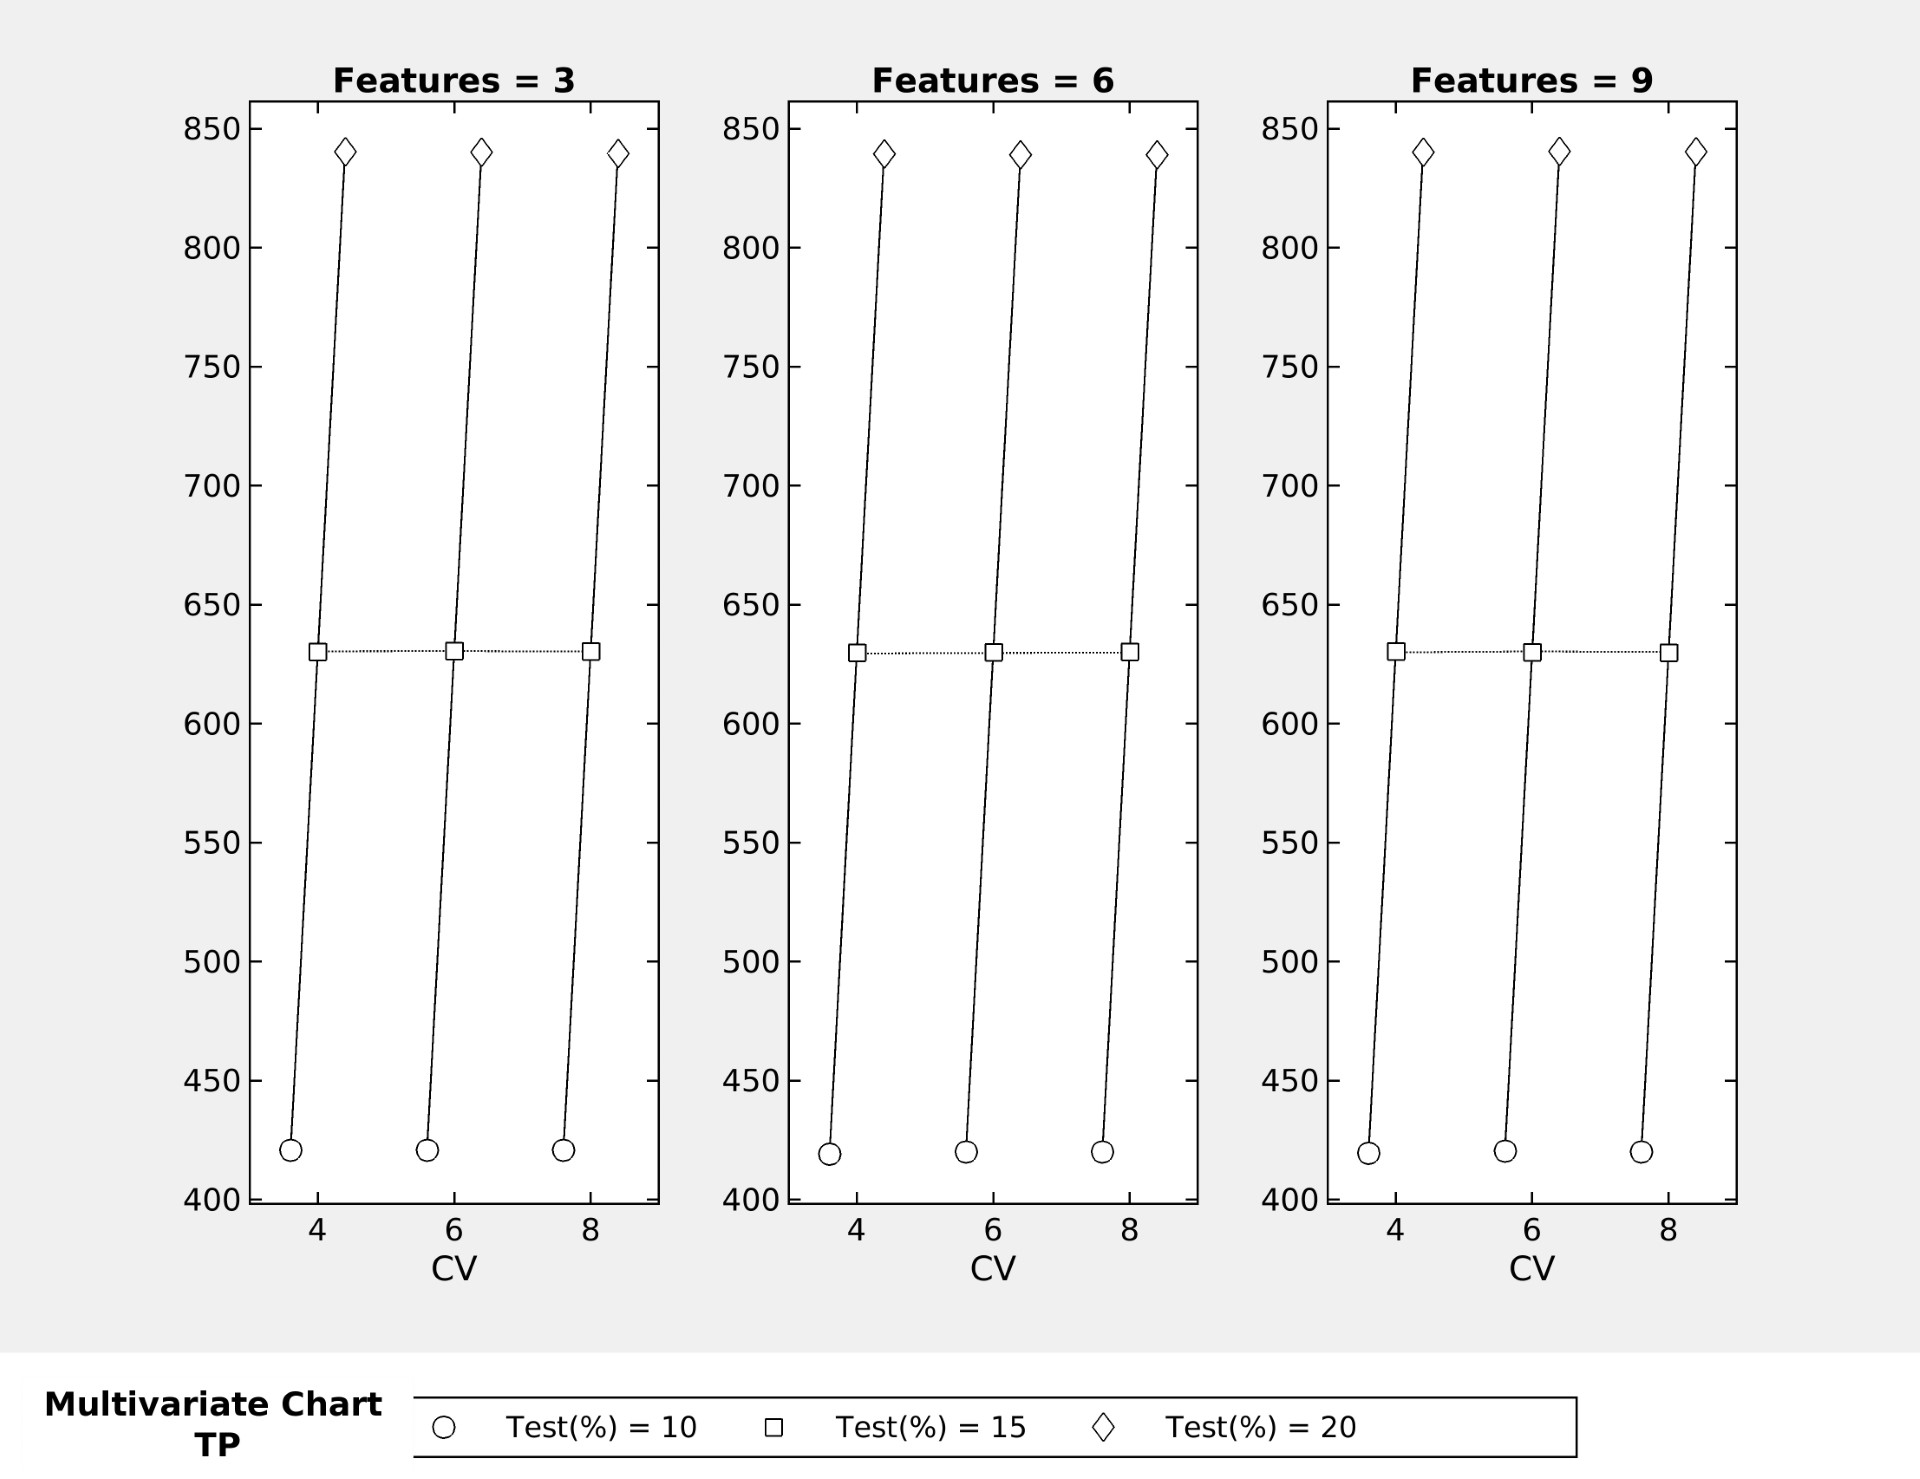 Features = 3
Features = 6
Features = 9
850
800
750
700
650
600
550
500
450
400
4 6 8
CV
850
800
750
700
650
600
550
500
450
400
4 6 8
CV
850
800
750
700
650
600
550
500
450
400
4 6 8
CV
Multivariate Chart
TP
Test(%) = 10
Test(%) = 15
Test(%) = 20